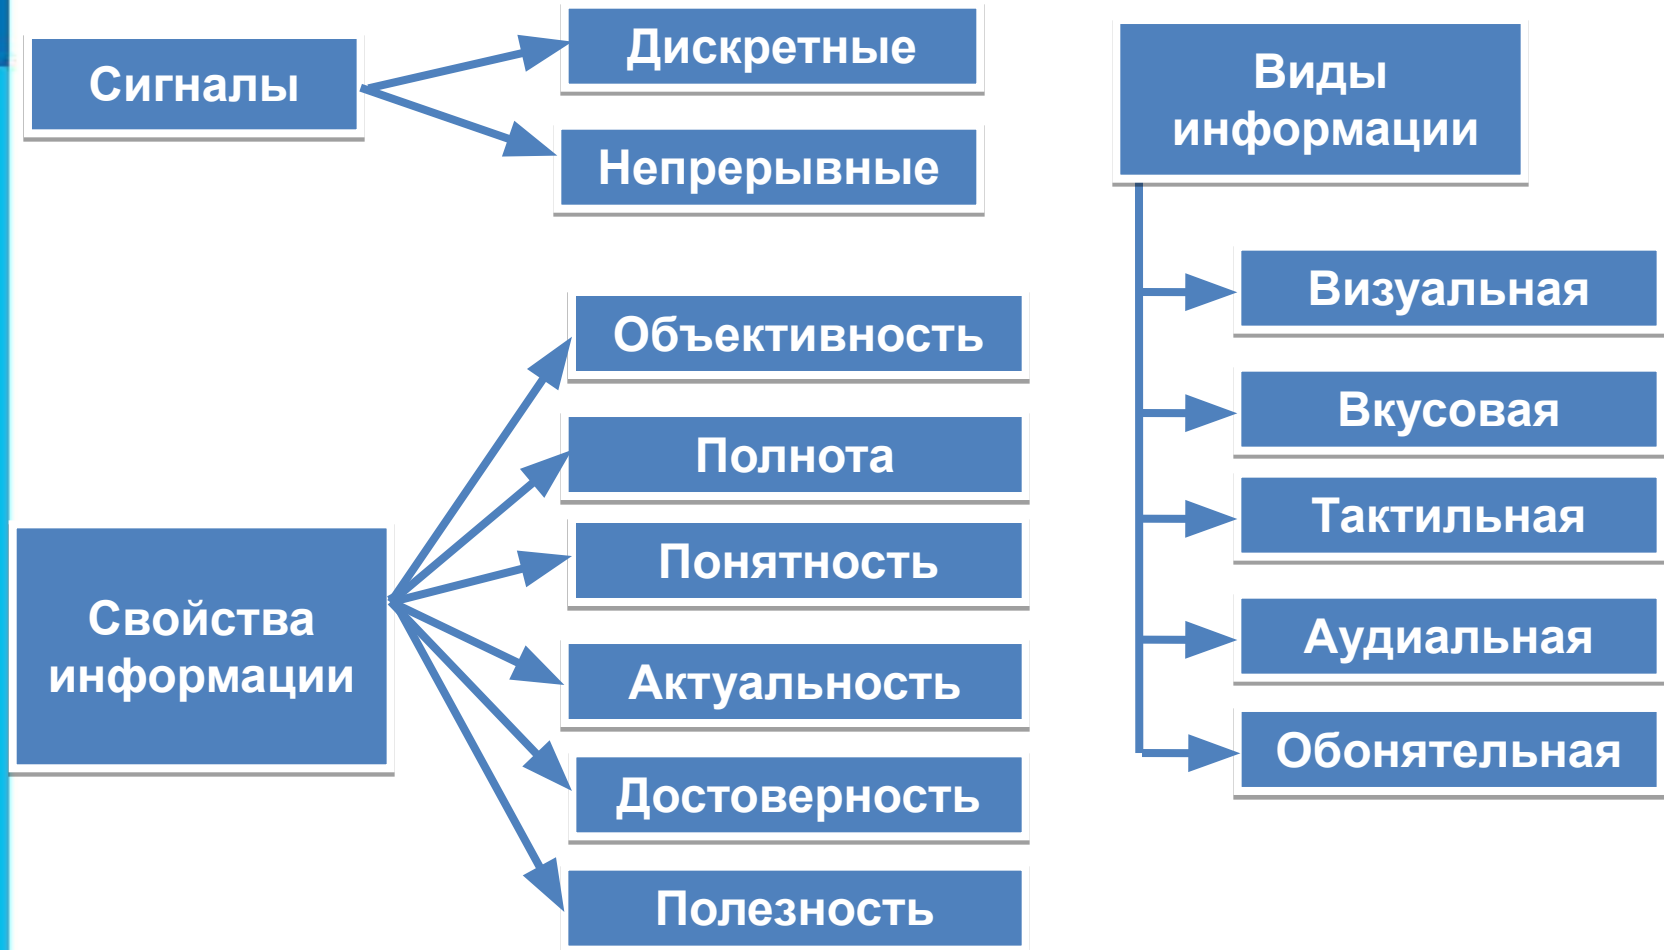 Сигналы
Дискретные
Непрерывные
Свойства
информации
Объективность
Полнота
Понятность
Актуальность
Достоверность
Полезность
Виды
информации
Визуальная
Вкусовая
Тактильная
Аудиальная
Обонятельная